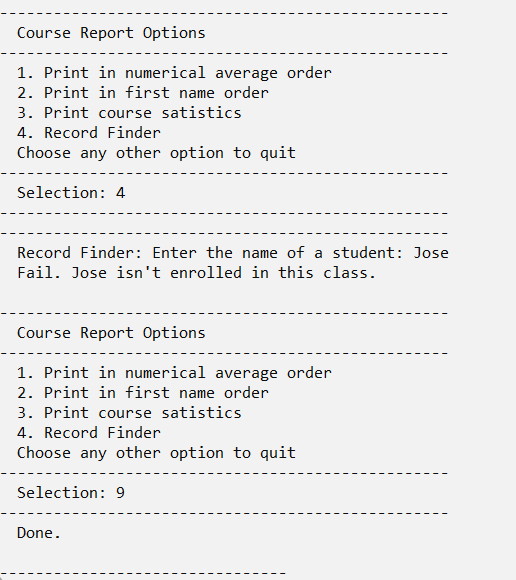 --------------------------------------------------
Course Report Options
--------------------------------------------------
1. Print in numerical average order
2. Print in first name order
3. Print course satistics
4. Record Finder
Choose any other option to quit
--------------------------------------------------
Selection: 4
--------------------------------------------------
--------------------------------------------------
Record Finder: Enter the name of a student: Jose
Fail. Jose isn't enrolled in this class.
--------------------------------------------------
Course Report Options
--------------------------------------------------
1. Print in numerical average order
2. Print in first name order
3. Print course satistics
4. Record Finder
Choose any other option to quit
--------------------------------------------------
Selection: 9
--------------------------------------------------
Done.
--------------------------------